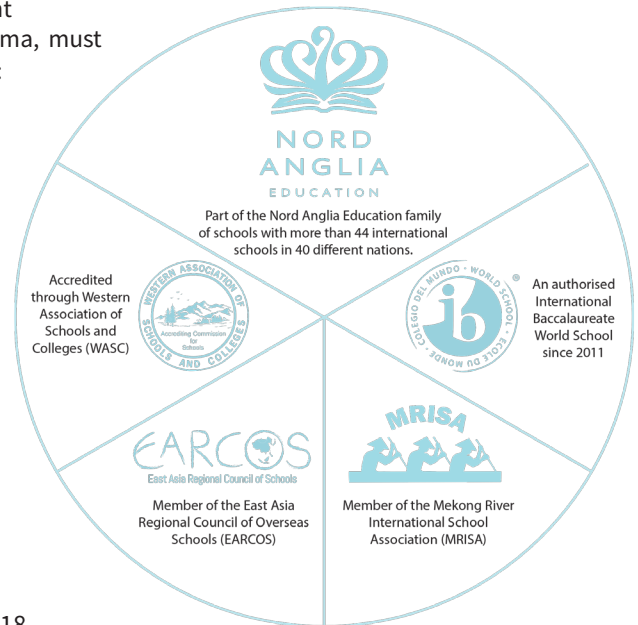 ma, must
NORD
ANGLIA
EDUCATION
Part of the Nord Anglia Education family
of schools with more than 44 international
schools in 40 different nations.
Accredited
through Western
Association of
Schools and
Colleges (WASC)
WESTERN ASSOCIATION OF
SCHOOLS AND COLLEGES
Accrediting Commission
for
Schools
COLEGIO DEL MUNDO · WORLD SCHOOL · ECOLE DU MONDE ·
ib
®
An authorised
International
Baccalaureate
World School
since 2011
EARCOS
East Asia Regional Council of Schools
Member of the East Asia
Regional Council of Overseas
Schools (EARCOS)
MRISA
Member of the Mekong River
International School
Association (MRISA)
18